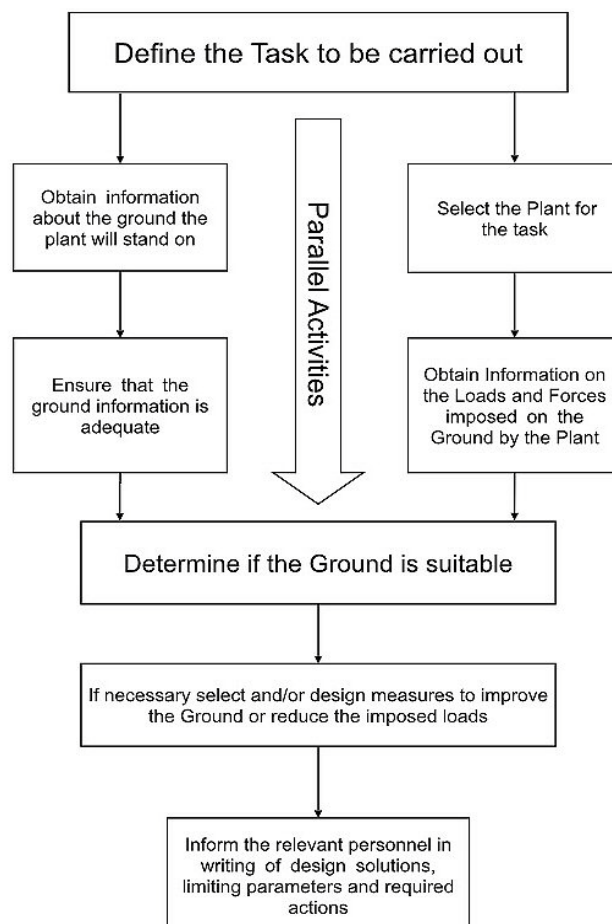 Define the Task to be carried out
Obtain information
about the ground the
plant will stand on
Parallel Activities
Select the Plant for
the task
Ensure that the
ground information is
adequate
Obtain Information on
the Loads and Forces
imposed on the
Ground by the Plant
Determine if the Ground is suitable
If necessary select and/or design measures to improve
the Ground or reduce the imposed loads
Inform the relevant personnel in
writing of design solutions,
limiting parameters and required
actions